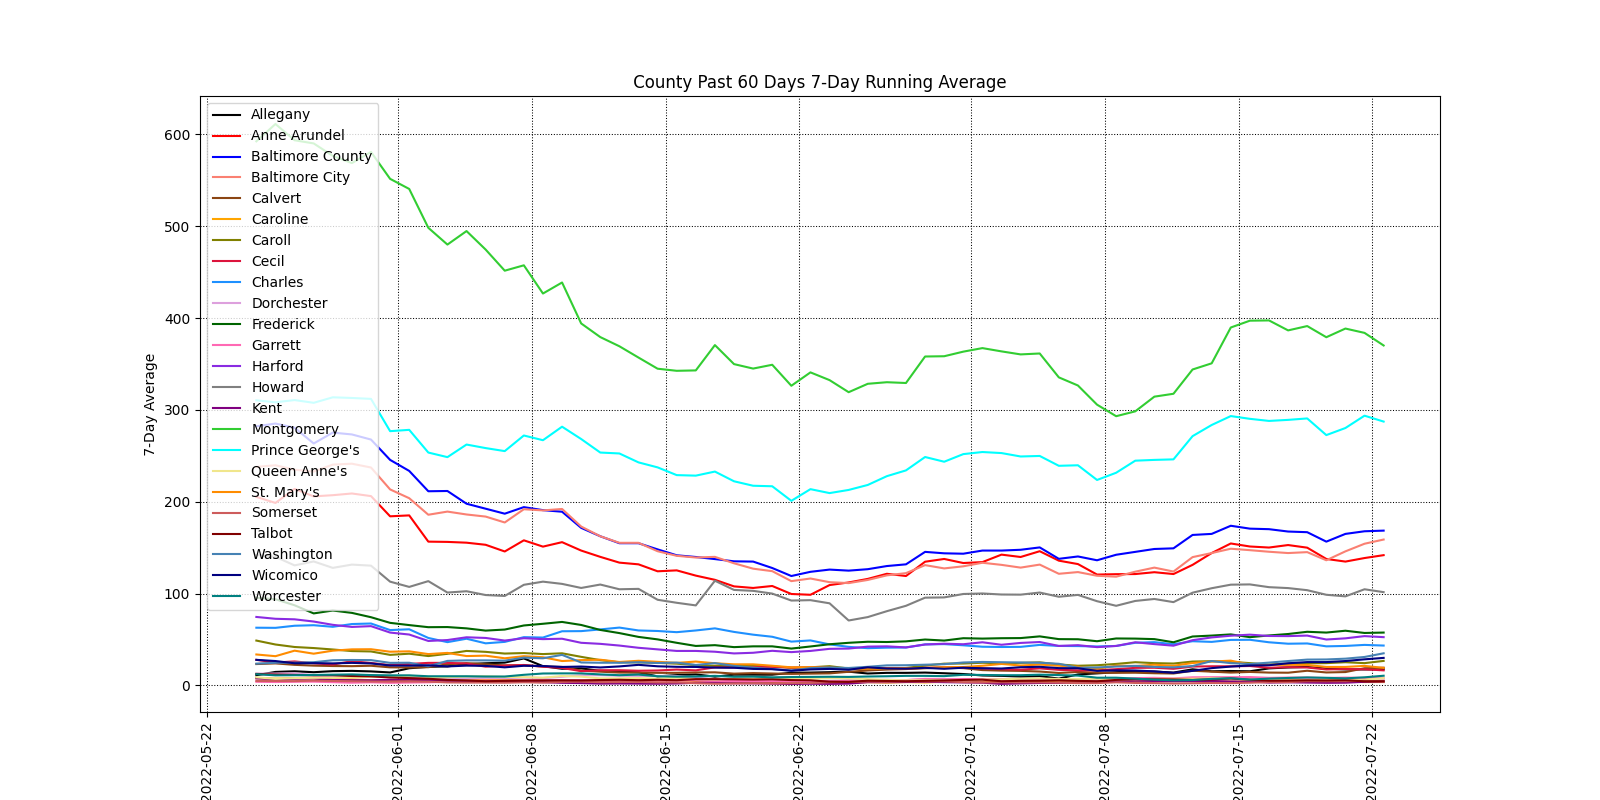 County Past 60 Days 7-Day Running Average
7-Day Average
600
500
400
300
200
100
0
Allegany
Anne Arundel
Baltimore County
Baltimore City
Calvert
Caroline
Caroll
Cecil
Charles
Dorchester
Frederick
Garrett
Harford
Howard
Kent
Montgomery
Prince George's
Queen Anne's
St. Mary's
Somerset
Talbot
Washington
Wicomico
Worcester
2022-05-22
2022-06-01
2022-06-08
2022-06-15
2022-06-22
2022-07-01
2022-07-08
2022-07-15
2022-07-22